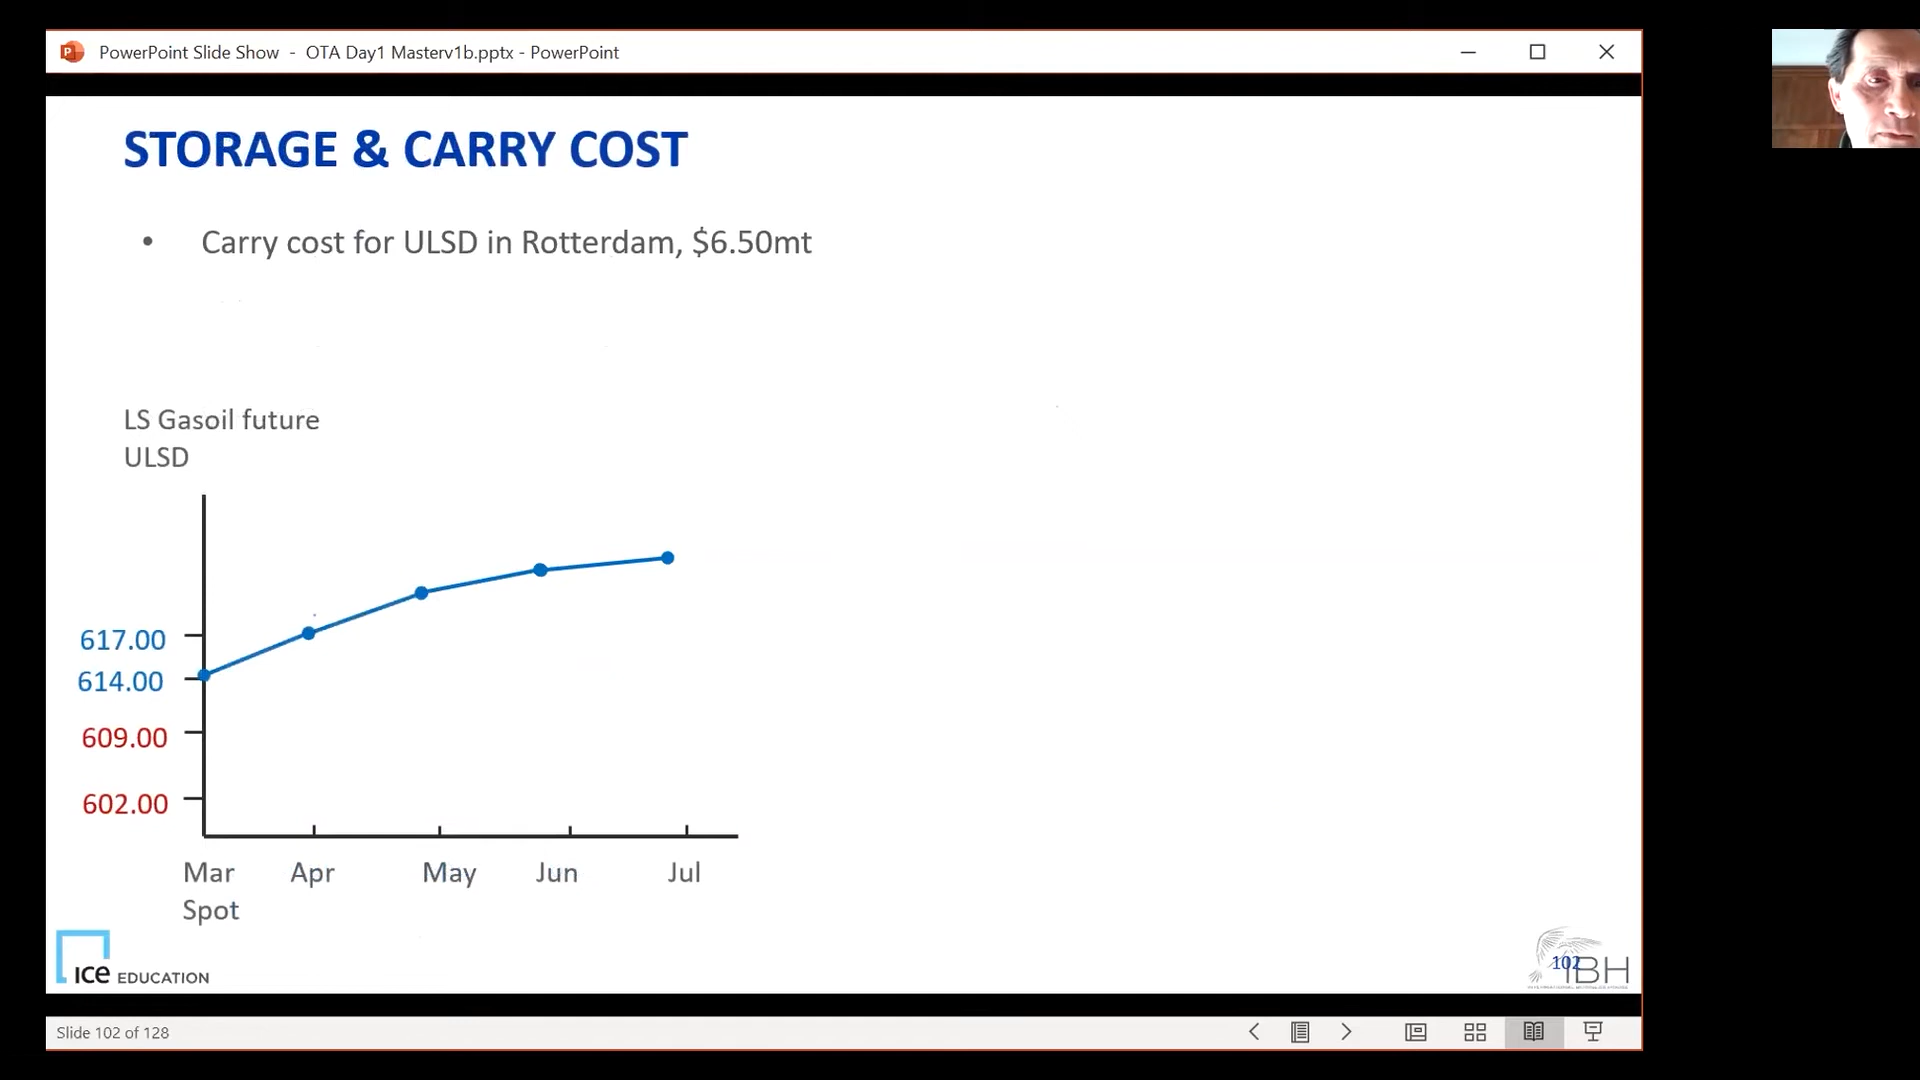 PowerPoint Slide Show - OTA Day1 Masterv1b.pptx - PowerPoint
STORAGE & CARRY COST
• Carry cost for ULSD in Rotterdam, $6.50mt
LS Gasoil future
ULSD
617.00
614.00
609.00
602.00
Mar Apr May Jun Jul
Spot
ice EDUCATION
102
IBH
Slide 102 of 128